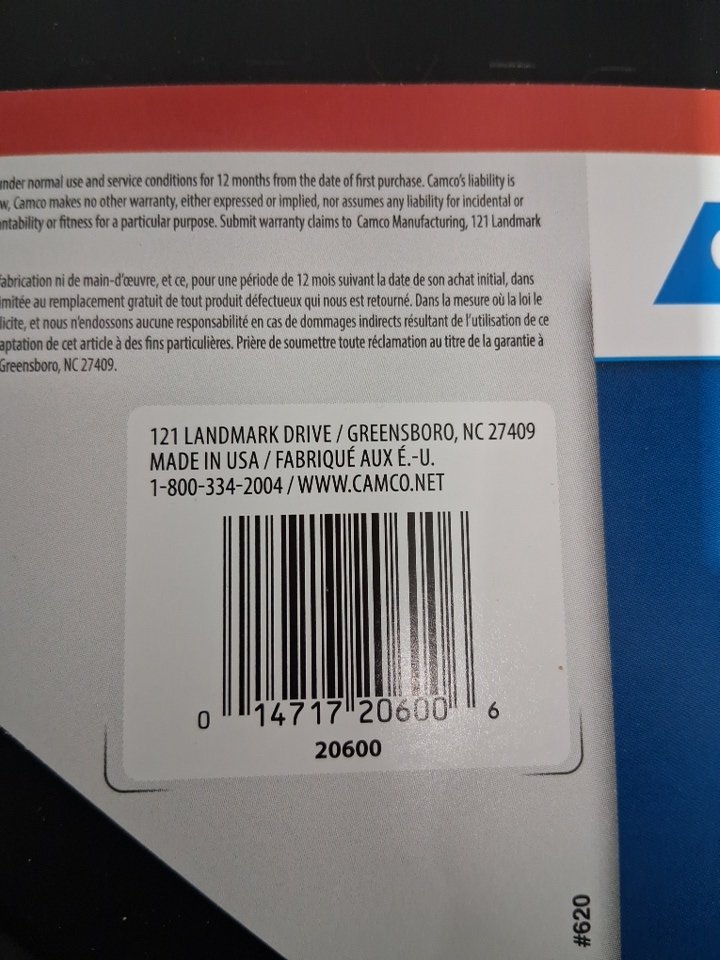 under normal use and service conditions for 12 months from the date of first purchase. Camco's liability is
w, Camco makes no other warranty, either expressed or implied, nor assumes any liability for incidental or
ntability or fitness for a particular purpose. Submit warranty claims to Camco Manufacturing, 121 Landmark
fabrication ni de main-d'œuvre, et ce, pour une période de 12 mois suivant la date de son achat initial, dans
imitée au remplacement gratuit de tout produit défectueux qui nous est retourné. Dans la mesure où la loi le
licite, et nous n'endossons aucune responsabilité en cas de dommages indirects résultant de l'utilisation de ce
aptation de cet article à des fins particulières. Prière de soumettre toute réclamation au titre de la garantie à
Greensboro, NC 27409.
121 LANDMARK DRIVE / GREENSBORO, NC 27409
MADE IN USA / FABRIQUÉ AUX É.-U.
1-800-334-2004 / WWW.CAMCO.NET
0 14717 20600 6
20600
#620